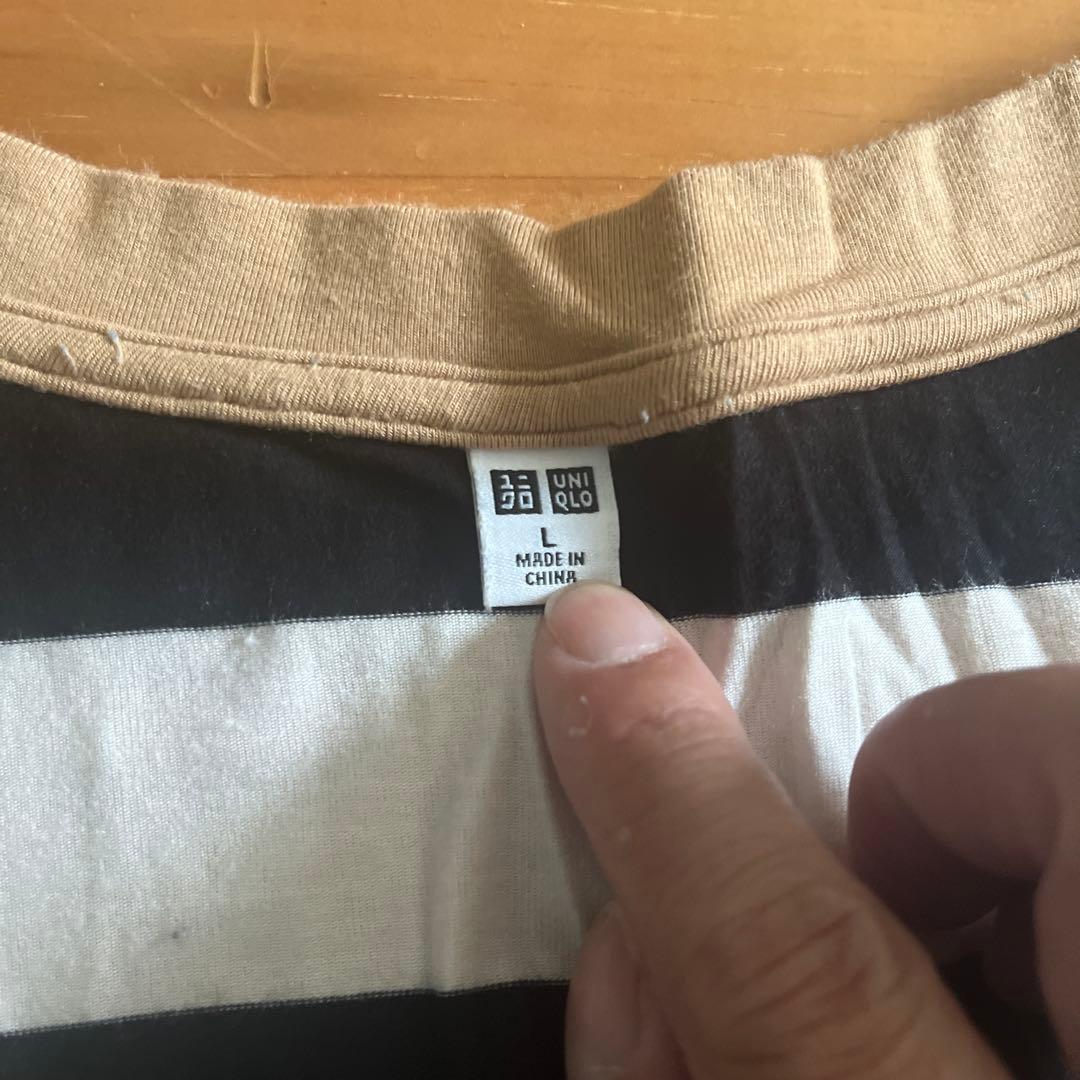 ユニ UNI
クロ QLO
L
MADE IN
CHINA